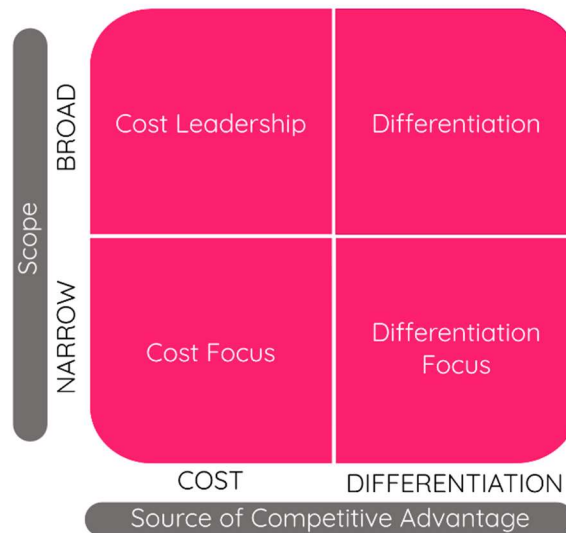 Scope
BROAD
NARROW
Cost Leadership
Differentiation
Cost Focus
Differentiation
Focus
COST
DIFFERENTIATION
Source of Competitive Advantage